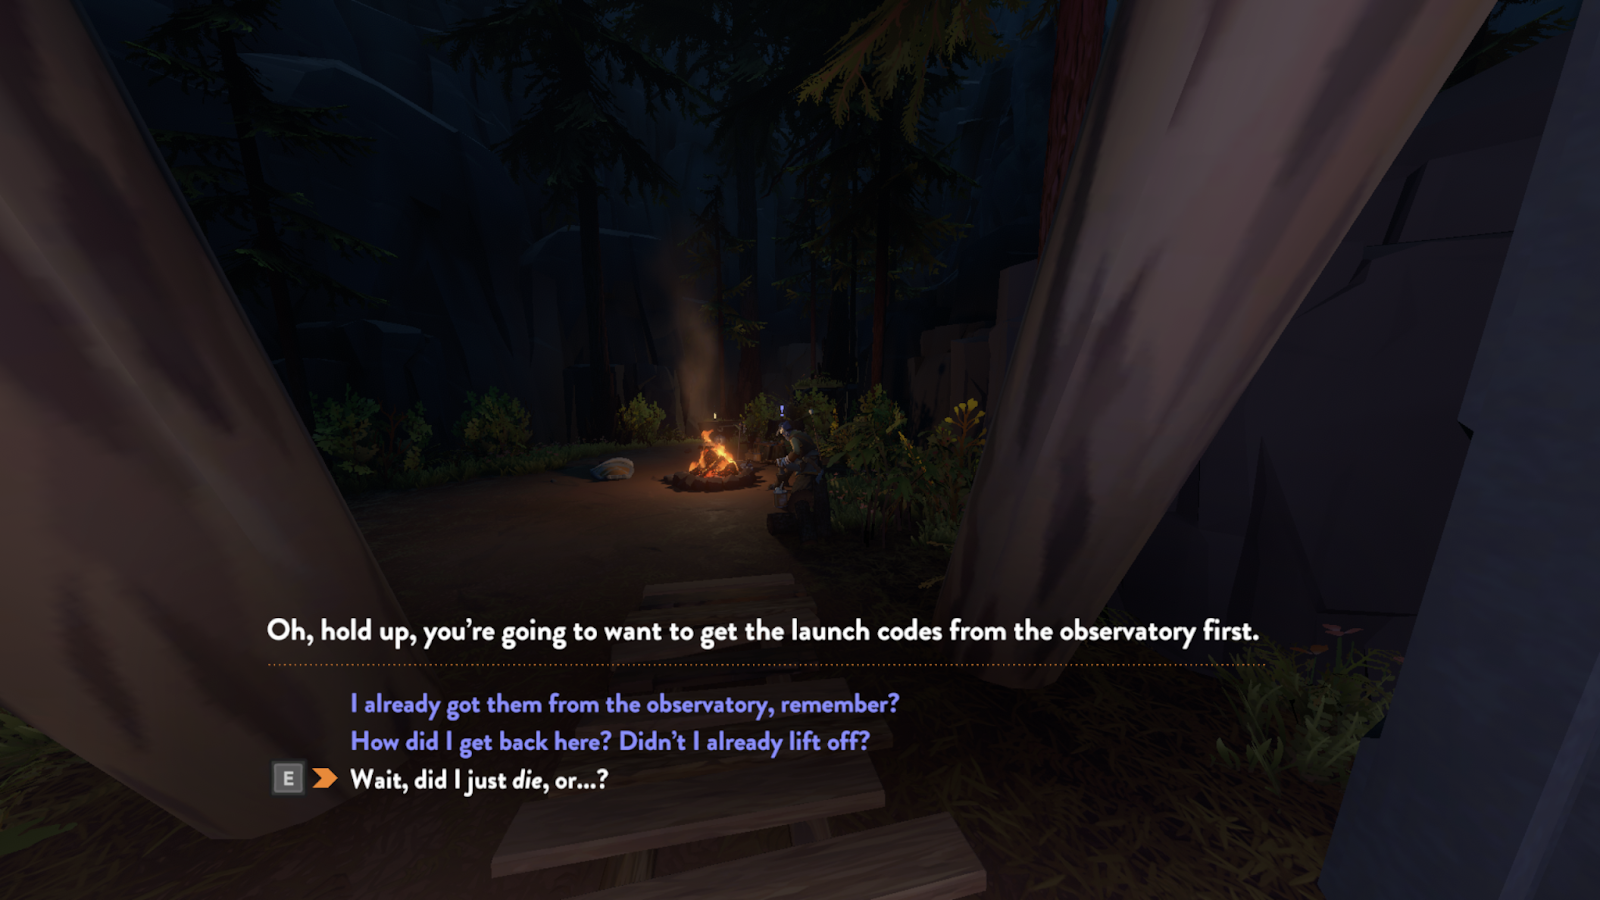 Oh, hold up, you're going to want to get the launch codes from the observatory first.
I already got them from the observatory, remember?
How did I get back here? Didn't I already lift off?
E Wait, did I just die, or...?